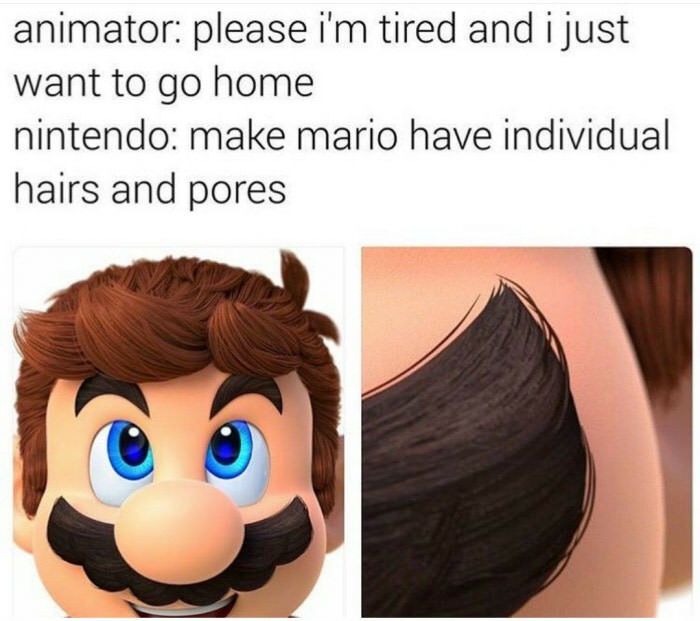 animator: please i'm tired and i just
want to go home
nintendo: make mario have individual
hairs and pores